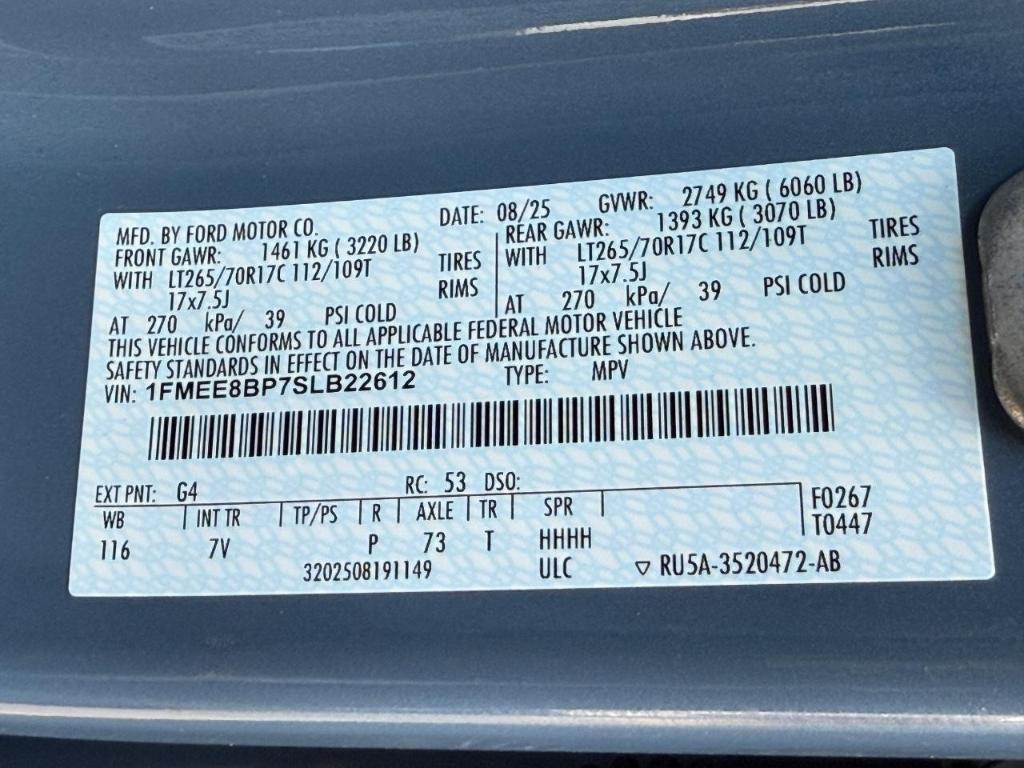 MFD. BY FORD MOTOR CO. DATE: 08/25 GVWR: 2749 KG ( 6060 LB)
FRONT GAWR: 1461 KG ( 3220 LB) REAR GAWR: 1393 KG ( 3070 LB)
WITH LT265/70R17C 112/109T TIRES WITH LT265/70R17C 112/109T TIRES
17x7.5J RIMS 17x7.5J RIMS
AT 270 kPa/ 39 PSI COLD AT 270 kPa/ 39 PSI COLD
THIS VEHICLE CONFORMS TO ALL APPLICABLE FEDERAL MOTOR VEHICLE
SAFETY STANDARDS IN EFFECT ON THE DATE OF MANUFACTURE SHOWN ABOVE.
VIN: 1FMEE8BP7SLB22612 TYPE: MPV
EXT PNT: G4 RC: 53 DSO:
WB INT TR TP/PS R AXLE TR SPR F0267
116 7V P 73 T HHHH T0447
3202508191149 ULC ▽ RU5A-3520472-AB